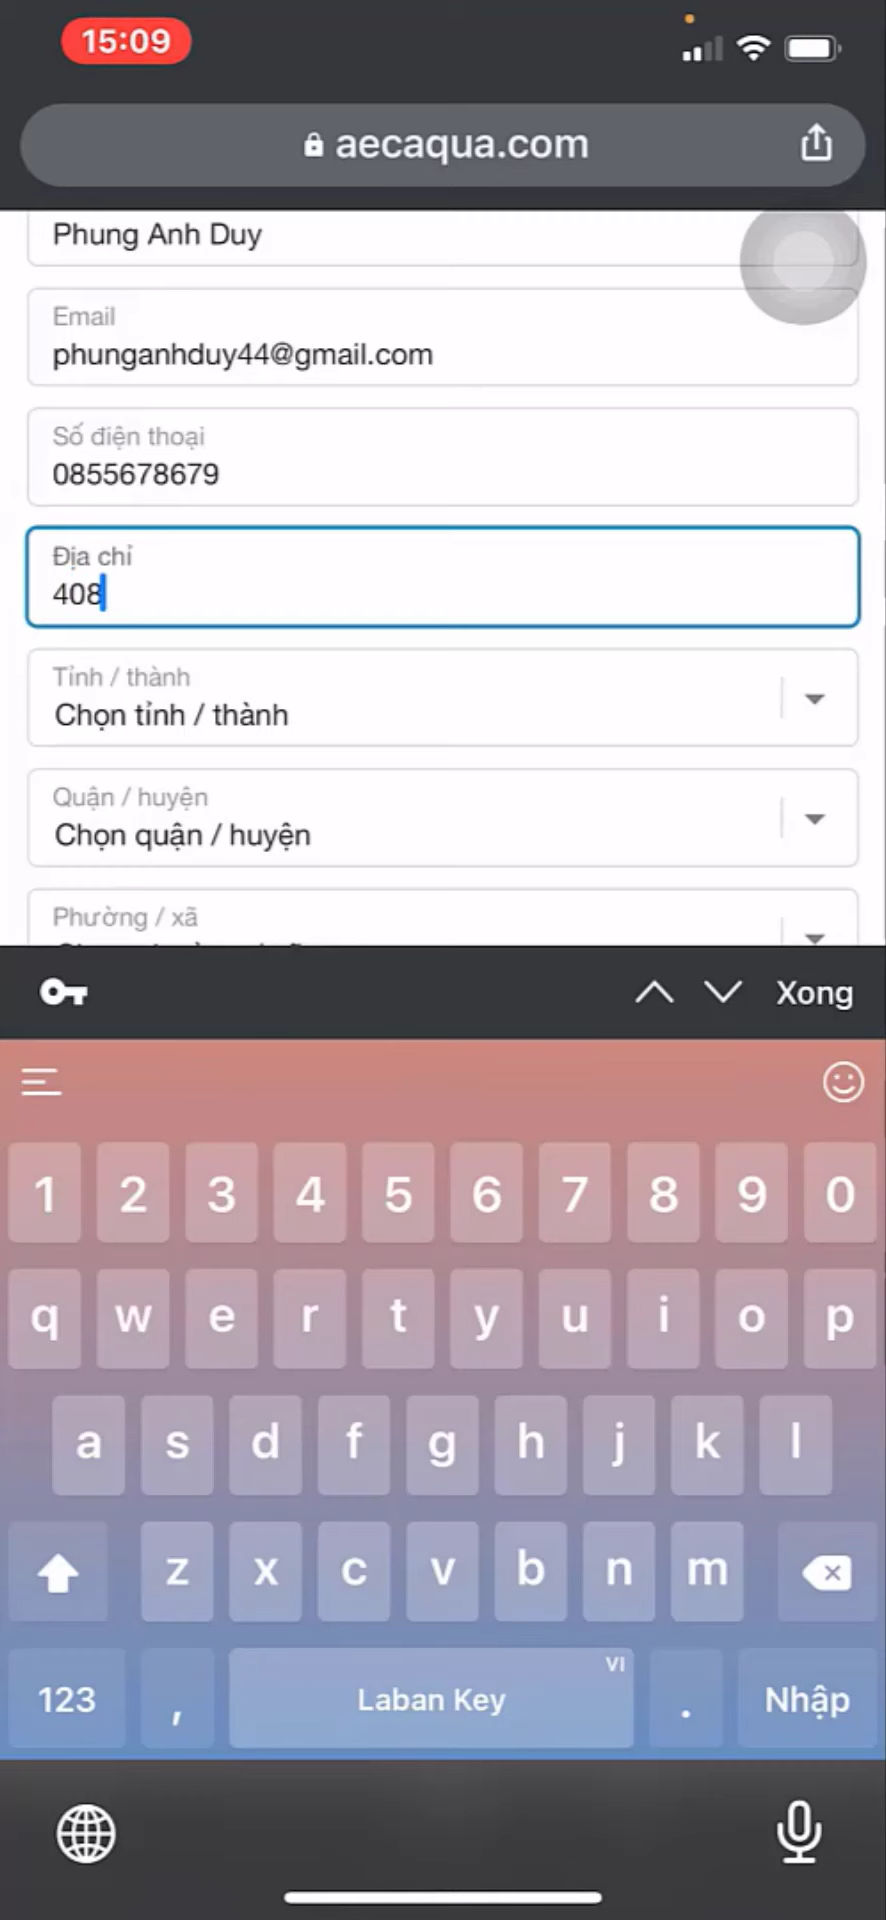 15:09
aecaqua.com
Phung Anh Duy
Email
phunganhduy44@gmail.com
Số điện thoại
0855678679
Địa chỉ
408
Tỉnh / thành
Chọn tỉnh / thành
Quận / huyện
Chọn quận / huyện
Phường / xã
Xong
1 2 3 4 5 6 7 8 9 0
q w e r t y u i o p
a s d f g h j k l
z x c v b n m
123 , Laban Key VI . Nhập